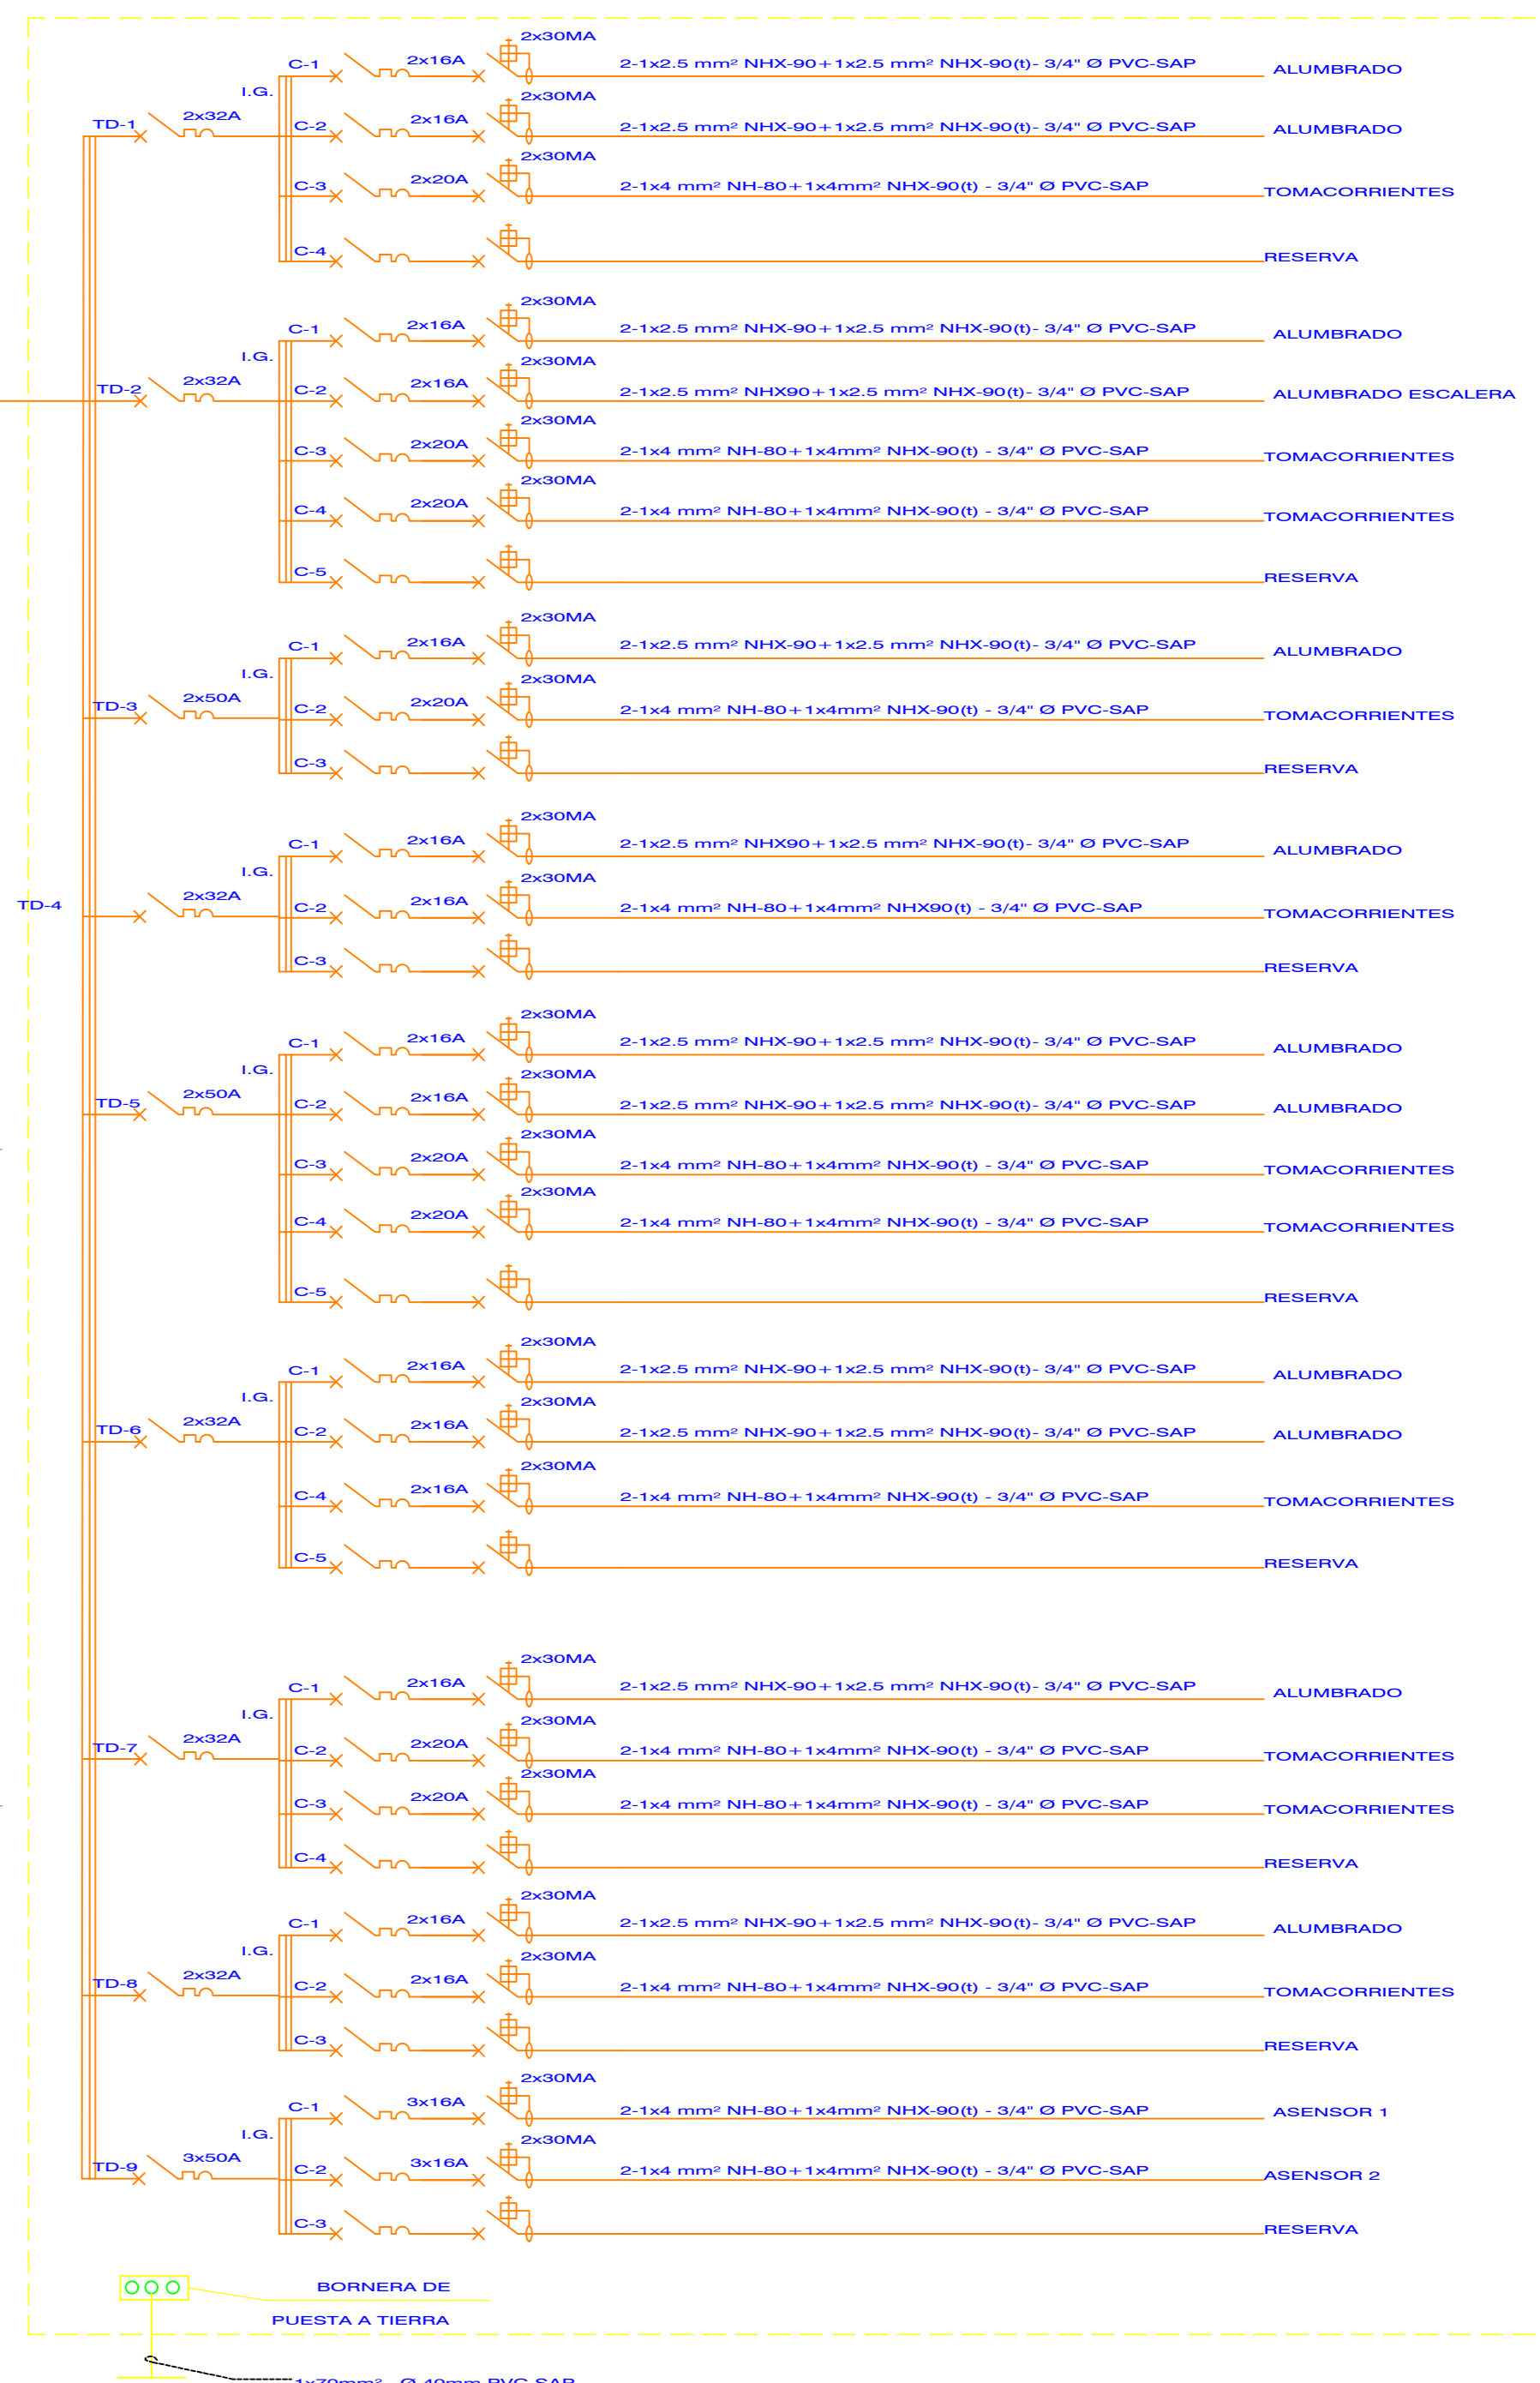 2x30MA
C-1 2x16A 2-1x2.5 mm² NHX-90+1x2.5 mm² NHX-90(t)- 3/4" Ø PVC-SAP ALUMBRADO
I.G.
2x30MA
TD-1 2x32A C-2 2x16A 2-1x2.5 mm² NHX-90+1x2.5 mm² NHX-90(t)- 3/4" Ø PVC-SAP ALUMBRADO
2x30MA
C-3 2x20A 2-1x4 mm² NH-80+1x4mm² NHX-90(t) - 3/4" Ø PVC-SAP TOMACORRIENTES
C-4 RESERVA
2x30MA
C-1 2x16A 2-1x2.5 mm² NHX-90+1x2.5 mm² NHX-90(t)- 3/4" Ø PVC-SAP ALUMBRADO
I.G.
2x30MA
TD-2 2x32A C-2 2x16A 2-1x2.5 mm² NHX90+1x2.5 mm² NHX-90(t)- 3/4" Ø PVC-SAP ALUMBRADO ESCALERA
2x30MA
C-3 2x20A 2-1x4 mm² NH-80+1x4mm² NHX-90(t) - 3/4" Ø PVC-SAP TOMACORRIENTES
2x30MA
C-4 2x20A 2-1x4 mm² NH-80+1x4mm² NHX-90(t) - 3/4" Ø PVC-SAP TOMACORRIENTES
C-5 RESERVA
2x30MA
C-1 2x16A 2-1x2.5 mm² NHX-90+1x2.5 mm² NHX-90(t)- 3/4" Ø PVC-SAP ALUMBRADO
I.G.
2x30MA
TD-3 2x50A C-2 2x20A 2-1x4 mm² NH-80+1x4mm² NHX-90(t) - 3/4" Ø PVC-SAP TOMACORRIENTES
C-3 RESERVA
2x30MA
C-1 2x16A 2-1x2.5 mm² NHX90+1x2.5 mm² NHX-90(t)- 3/4" Ø PVC-SAP ALUMBRADO
I.G.
2x30MA
TD-4 2x32A C-2 2x16A 2-1x4 mm² NH-80+1x4mm² NHX90(t) - 3/4" Ø PVC-SAP TOMACORRIENTES
C-3 RESERVA
2x30MA
C-1 2x16A 2-1x2.5 mm² NHX-90+1x2.5 mm² NHX-90(t)- 3/4" Ø PVC-SAP ALUMBRADO
I.G.
2x30MA
TD-5 2x50A C-2 2x16A 2-1x2.5 mm² NHX-90+1x2.5 mm² NHX-90(t)- 3/4" Ø PVC-SAP ALUMBRADO
2x30MA
C-3 2x20A 2-1x4 mm² NH-80+1x4mm² NHX-90(t) - 3/4" Ø PVC-SAP TOMACORRIENTES
2x30MA
C-4 2x20A 2-1x4 mm² NH-80+1x4mm² NHX-90(t) - 3/4" Ø PVC-SAP TOMACORRIENTES
C-5 RESERVA
2x30MA
C-1 2x16A 2-1x2.5 mm² NHX-90+1x2.5 mm² NHX-90(t)- 3/4" Ø PVC-SAP ALUMBRADO
I.G.
2x30MA
TD-6 2x32A C-2 2x16A 2-1x2.5 mm² NHX-90+1x2.5 mm² NHX-90(t)- 3/4" Ø PVC-SAP ALUMBRADO
2x30MA
C-4 2x16A 2-1x4 mm² NH-80+1x4mm² NHX-90(t) - 3/4" Ø PVC-SAP TOMACORRIENTES
C-5 RESERVA
2x30MA
C-1 2x16A 2-1x2.5 mm² NHX-90+1x2.5 mm² NHX-90(t)- 3/4" Ø PVC-SAP ALUMBRADO
I.G.
2x30MA
TD-7 2x32A C-2 2x20A 2-1x4 mm² NH-80+1x4mm² NHX-90(t) - 3/4" Ø PVC-SAP TOMACORRIENTES
2x30MA
C-3 2x20A 2-1x4 mm² NH-80+1x4mm² NHX-90(t) - 3/4" Ø PVC-SAP TOMACORRIENTES
C-4 RESERVA
2x30MA
C-1 2x16A 2-1x2.5 mm² NHX-90+1x2.5 mm² NHX-90(t)- 3/4" Ø PVC-SAP ALUMBRADO
I.G.
2x30MA
TD-8 2x32A C-2 2x16A 2-1x4 mm² NH-80+1x4mm² NHX-90(t) - 3/4" Ø PVC-SAP TOMACORRIENTES
C-3 RESERVA
2x30MA
C-1 3x16A 2-1x4 mm² NH-80+1x4mm² NHX-90(t) - 3/4" Ø PVC-SAP ASENSOR 1
I.G.
2x30MA
TD-9 3x50A C-2 3x16A 2-1x4 mm² NH-80+1x4mm² NHX-90(t) - 3/4" Ø PVC-SAP ASENSOR 2
C-3 RESERVA
BORNERA DE
PUESTA A TIERRA
1x70mm² - Ø 40mm PVC-SAP